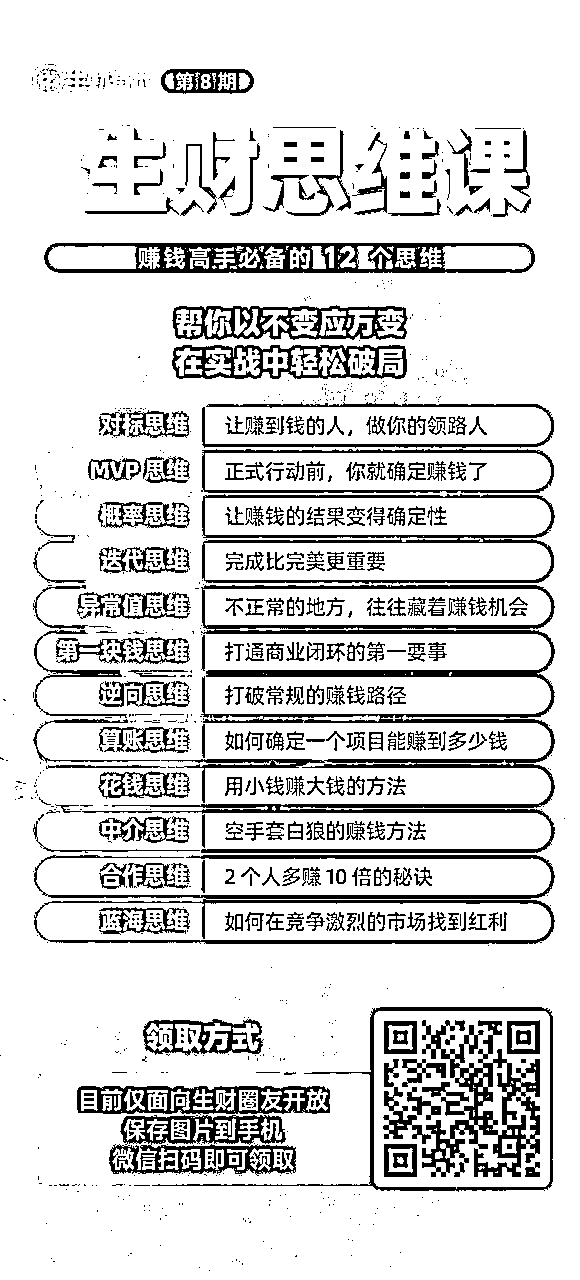 第8期
生财思维课
赚钱高手必备的 12 个思维
帮你以不变应万变
在实战中轻松破局
对标思维 让赚到钱的人，做你的领路人
MVP 思维 正式行动前，你就确定赚钱了
概率思维 让赚钱的结果变得确定性
迭代思维 完成比完美更重要
异常值思维 不正常的地方，往往藏着赚钱机会
第一块钱思维 打通商业闭环的第一要事
逆向思维 打破常规的赚钱路径
算账思维 如何确定一个项目能赚到多少钱
花钱思维 用小钱赚大钱的方法
中介思维 空手套白狼的赚钱方法
合作思维 2 个人多赚 10 倍的秘诀
蓝海思维 如何在竞争激烈的市场找到红利
领取方式
目前仅面向生财圈友开放
保存图片到手机
微信扫码即可领取